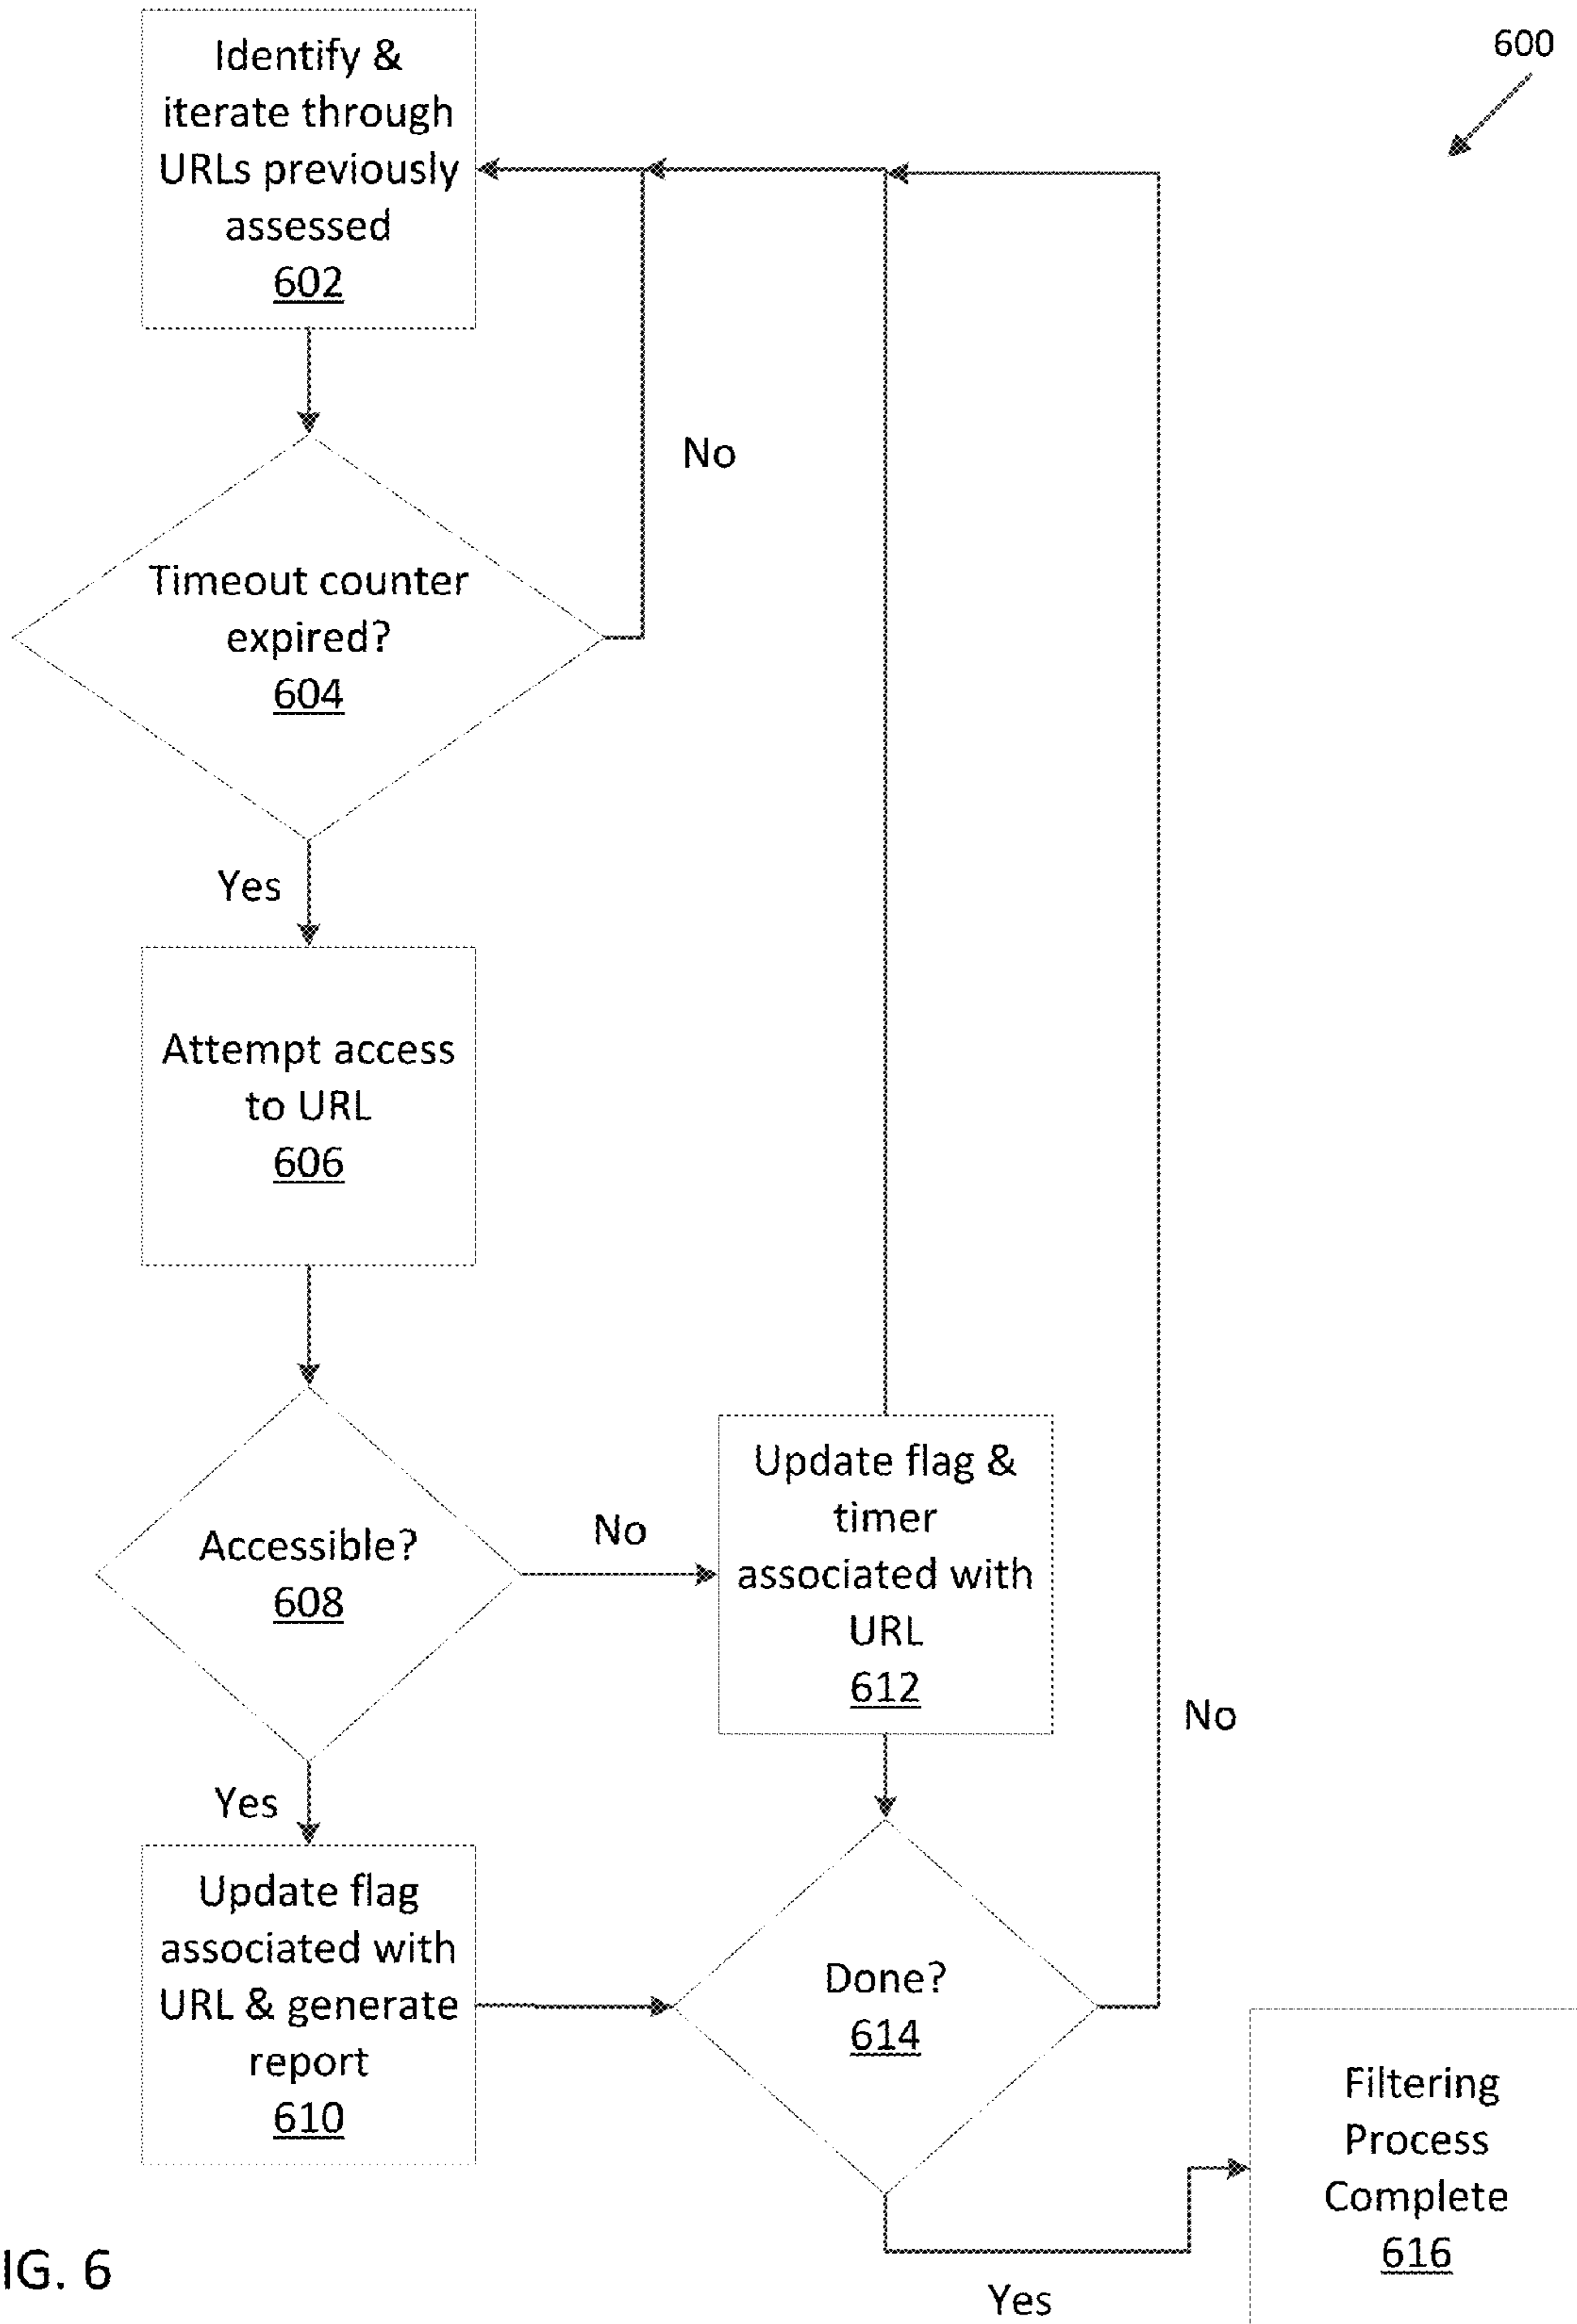 600
Identify &
iterate through
URLs previously
assessed
602
No
Timeout counter
expired?
604
Yes
Attempt access
to URL
606
Accessible?
608
No
Update flag &
timer
associated with
URL
612
No
Yes
Update flag
associated with
URL & generate
report
610
Done?
614
Filtering
Process
Complete
616
Yes
IG. 6